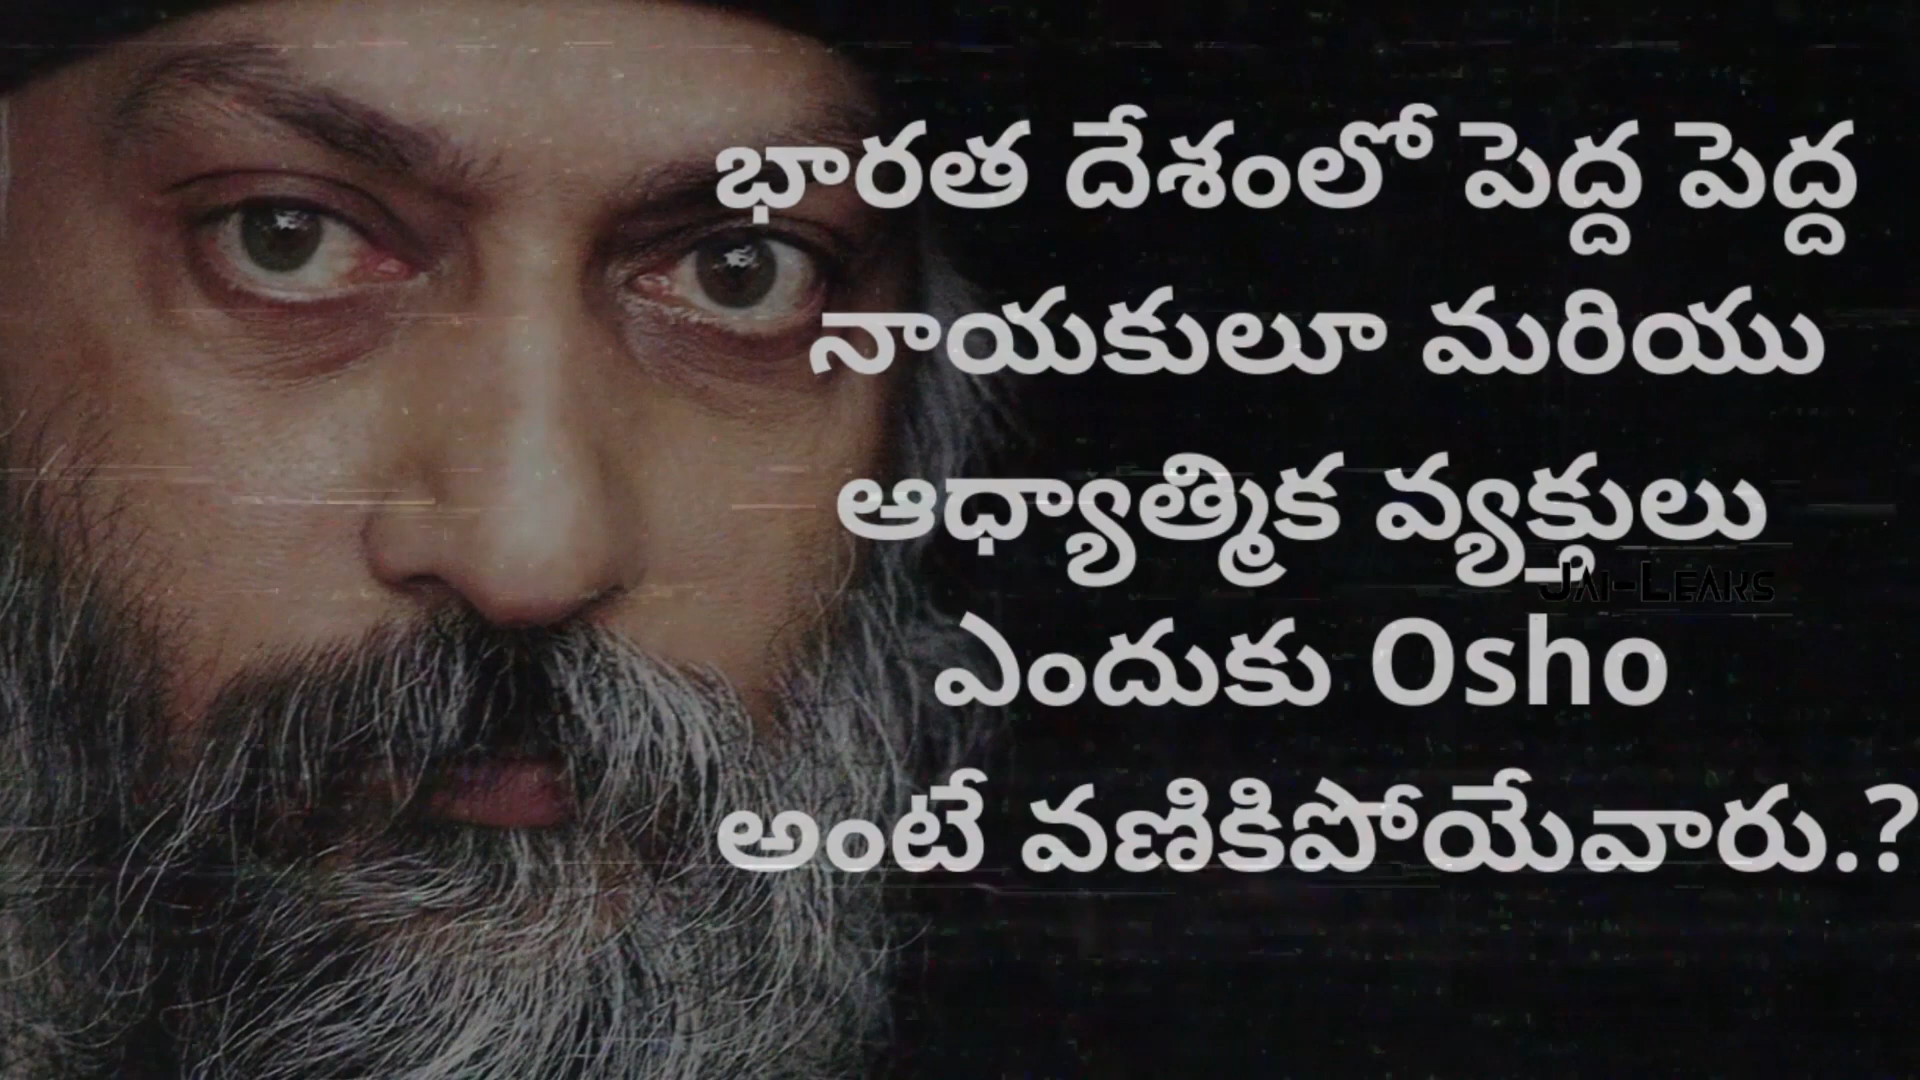 భారత దేశంలో పెద్ద పెద్ద
నాయకులూ మరియు
ఆధ్యాత్మిక వ్యక్తులు
JAI-LEAKS
ఎందుకు Osho
అంటే వణికిపోయేవారు.?